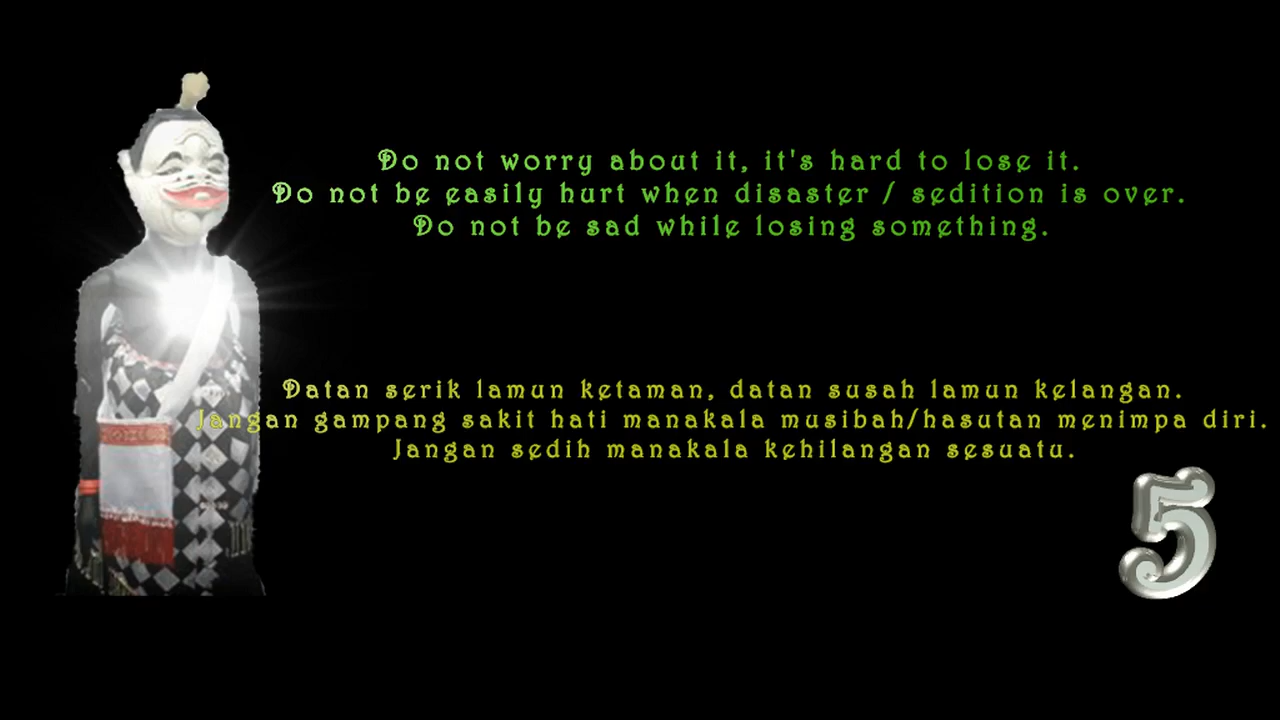 Do not worry about it, it's hard to lose it.
Do not be easily hurt when disaster / sedition is over.
Do not be sad while losing something.
Datan serik lamun ketaman, datan susah lamun kelangan.
Jangan gampang sakit hati manakala musibah/hasutan menimpa diri.
Jangan sedih manakala kehilangan sesuatu.
5